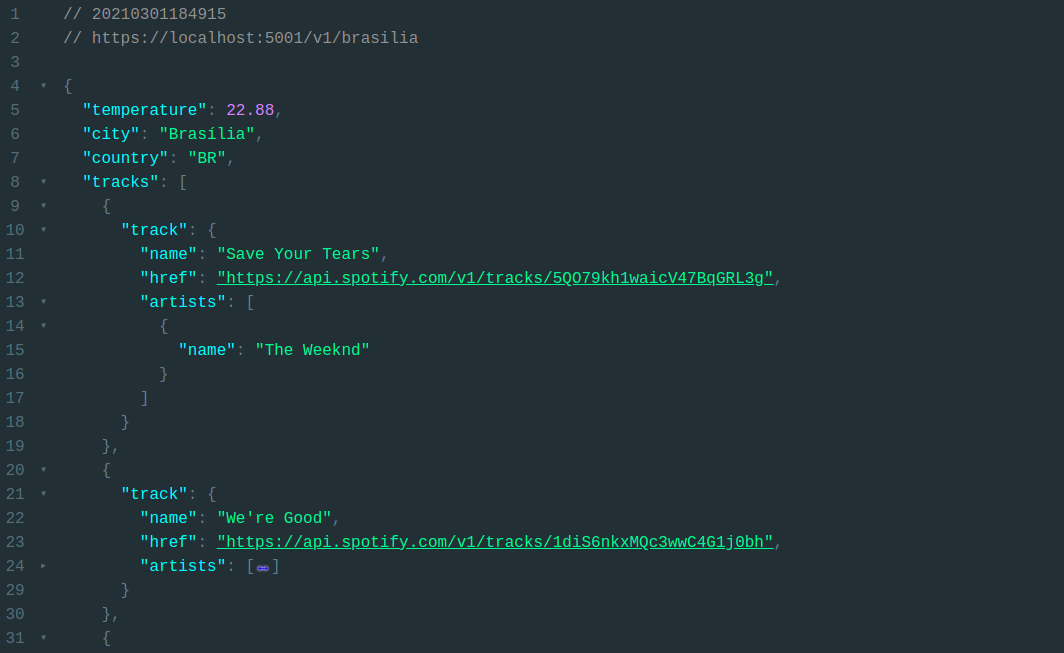 1 // 20210301184915
2 // https://localhost:5001/v1/brasilia
3
4 {
5 "temperature": 22.88,
6 "city": "Brasília",
7 "country": "BR",
8 "tracks": [
9 {
10 "track": {
11 "name": "Save Your Tears",
12 "href": "https://api.spotify.com/v1/tracks/5QO79kh1waicV47BqGRL3g",
13 "artists": [
14 {
15 "name": "The Weeknd"
16 }
17 ]
18 }
19 },
20 {
21 "track": {
22 "name": "We're Good",
23 "href": "https://api.spotify.com/v1/tracks/1diS6nkxMQc3wwC4G1j0bh",
24 "artists": [↔]
29 }
30 },
31 {